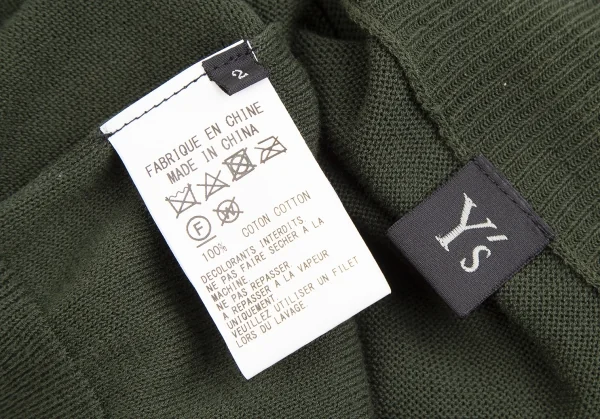 2
FABRIQUE EN CHINE
MADE IN CHINA
F
W
100% COTON COTTON
DECOLORANTS INTERDITS
NE PAS FAIRE SECHER A LA
MACHINE
NE PAS REPASSER
A REPASSER A LA VAPEUR
UNIQUEMENT.
VEUILLEZ UTILISER UN FILET
LORS DU LAVAGE
Y's